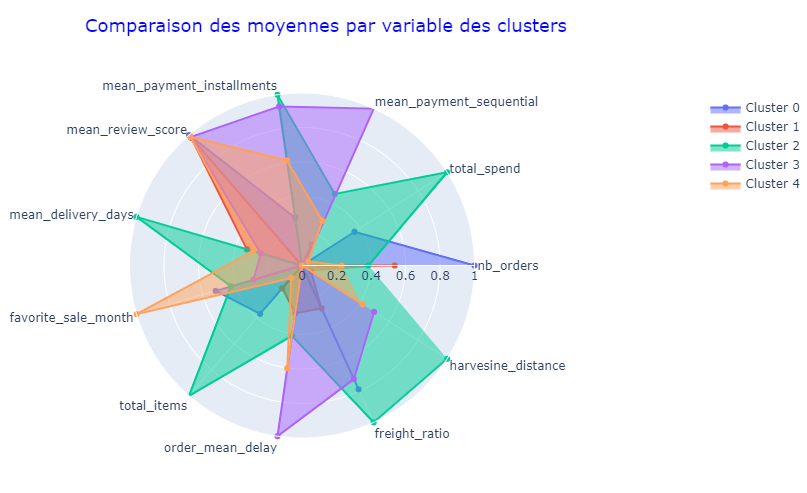 Comparaison des moyennes par variable des clusters
mean_payment_installments
mean_payment_sequential
mean_review_score
total_spend
mean_delivery_days
nb_orders
0 0.2 0.4 0.6 0.8 1
favorite_sale_month
harvesine_distance
total_items
freight_ratio
order_mean_delay
Cluster 0
Cluster 1
Cluster 2
Cluster 3
Cluster 4